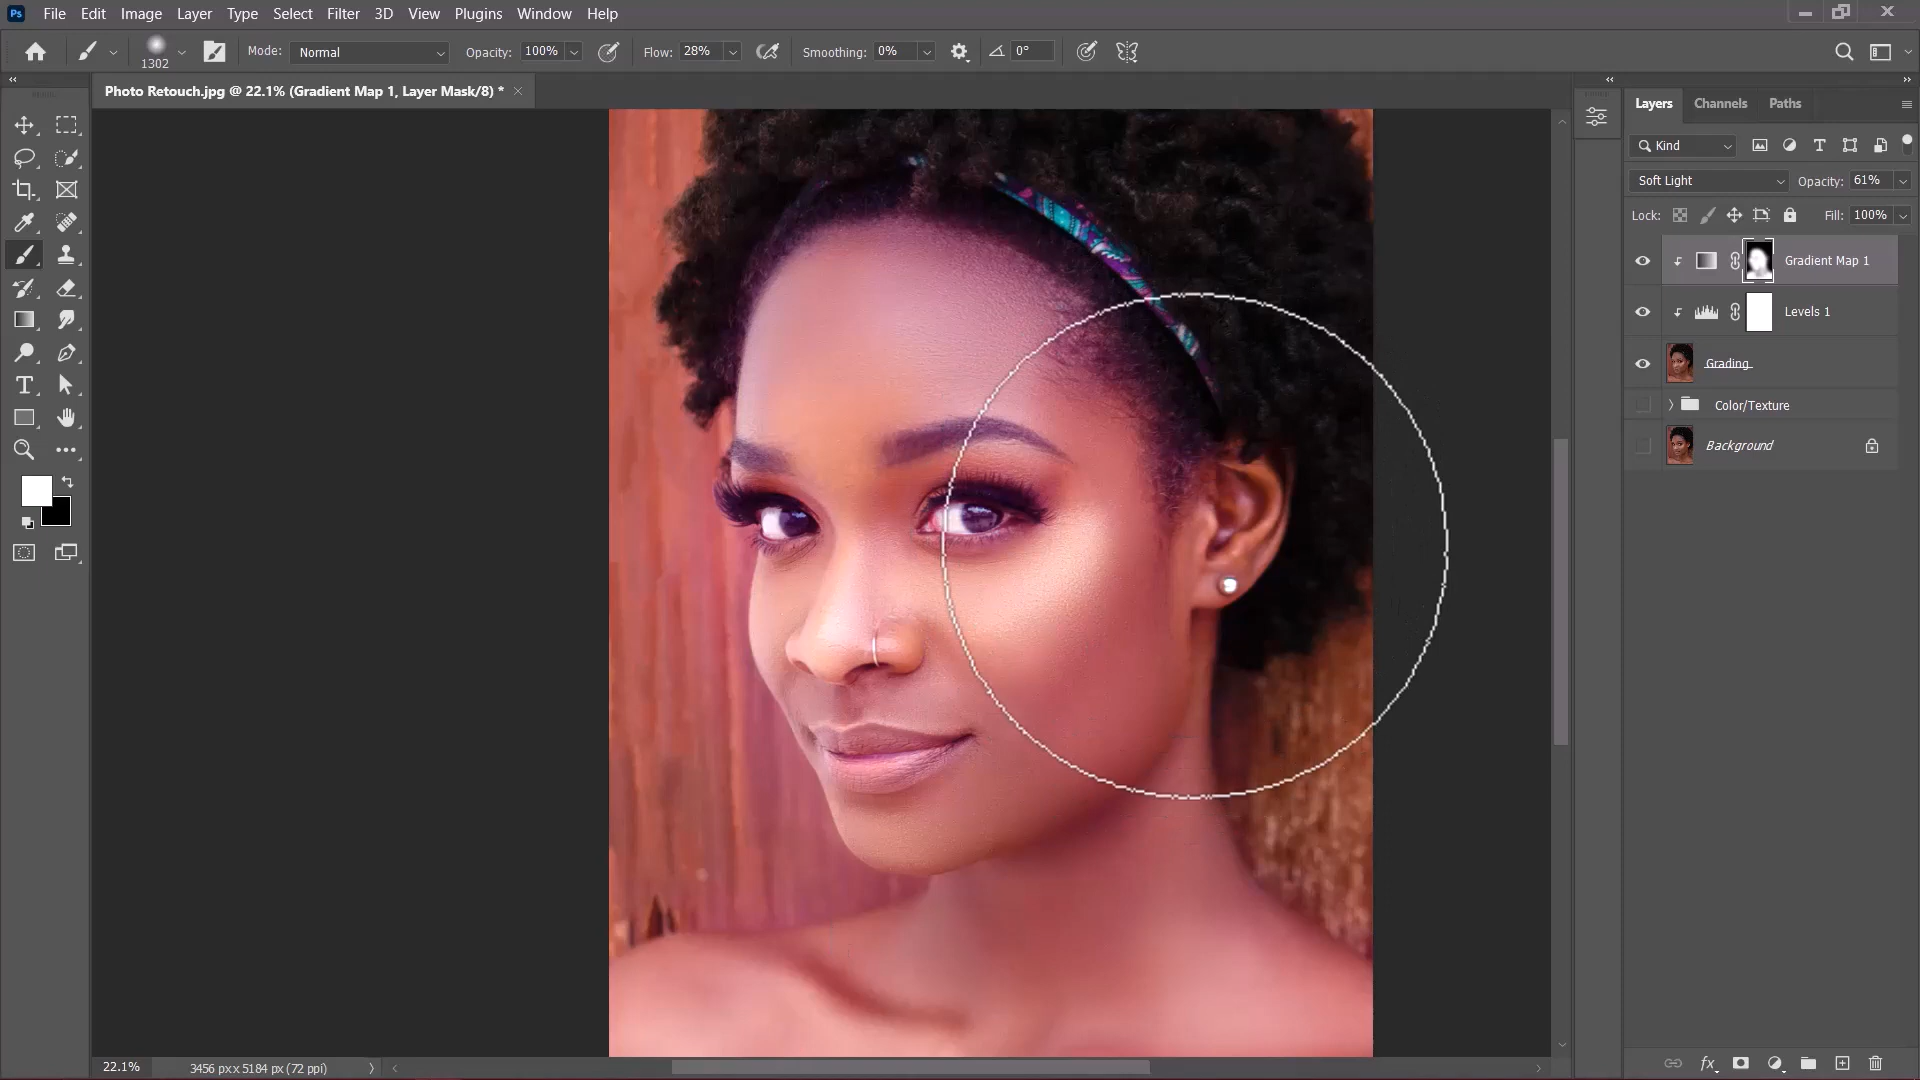 Ps File Edit Image Layer Type Select Filter 3D View Plugins Window Help
1302 Mode: Normal Opacity: 100% Flow: 28% Smoothing: 0% 0°
Photo Retouch.jpg @ 22.1% (Gradient Map 1, Layer Mask/8) *
Layers Channels Paths
Kind
Soft Light Opacity: 61%
Lock: Fill: 100%
Gradient Map 1
Levels 1
Grading
Color/Texture
Background
22.1% 3456 px x 5184 px (72 ppi)
fx